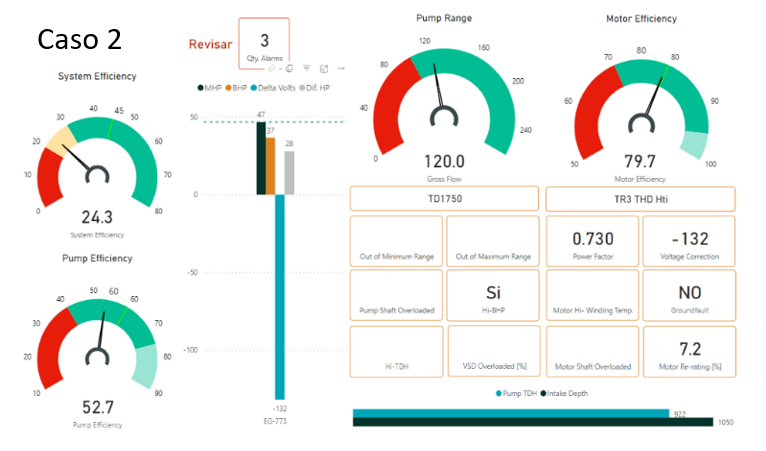 Caso 2
Revisar
3
Qty. Alarms
System Efficiency
0
10
20
30
40
45
50
60
70
80
24.3
System Efficiency
Pump Efficiency
10
20
30
40
50
60
60
70
80
90
52.7
Pump Efficiency
MHP
BHP
Delta Volts
Dif. HP
50
0
-50
-100
47
37
28
-132
EG-773
Pump Range
0
40
80
120
160
200
240
120.0
Gross Flow
Motor Efficiency
50
60
70
80
80
90
100
79.7
Motor Efficiency
TD1750
TR3 THD Hti
Out of Minimum Range
Out of Maximum Range
0.730
Power Factor
-132
Voltage Correction
Pump Shaft Overloaded
Si
Hi-BHP
Motor Hi- Winding Temp.
NO
Groundfault
Hi-TDH
VSD Overloaded [%]
Motor Shaft Overloaded
7.2
Motor Re-rating [%]
Pump TDH
Intake Depth
922
1050